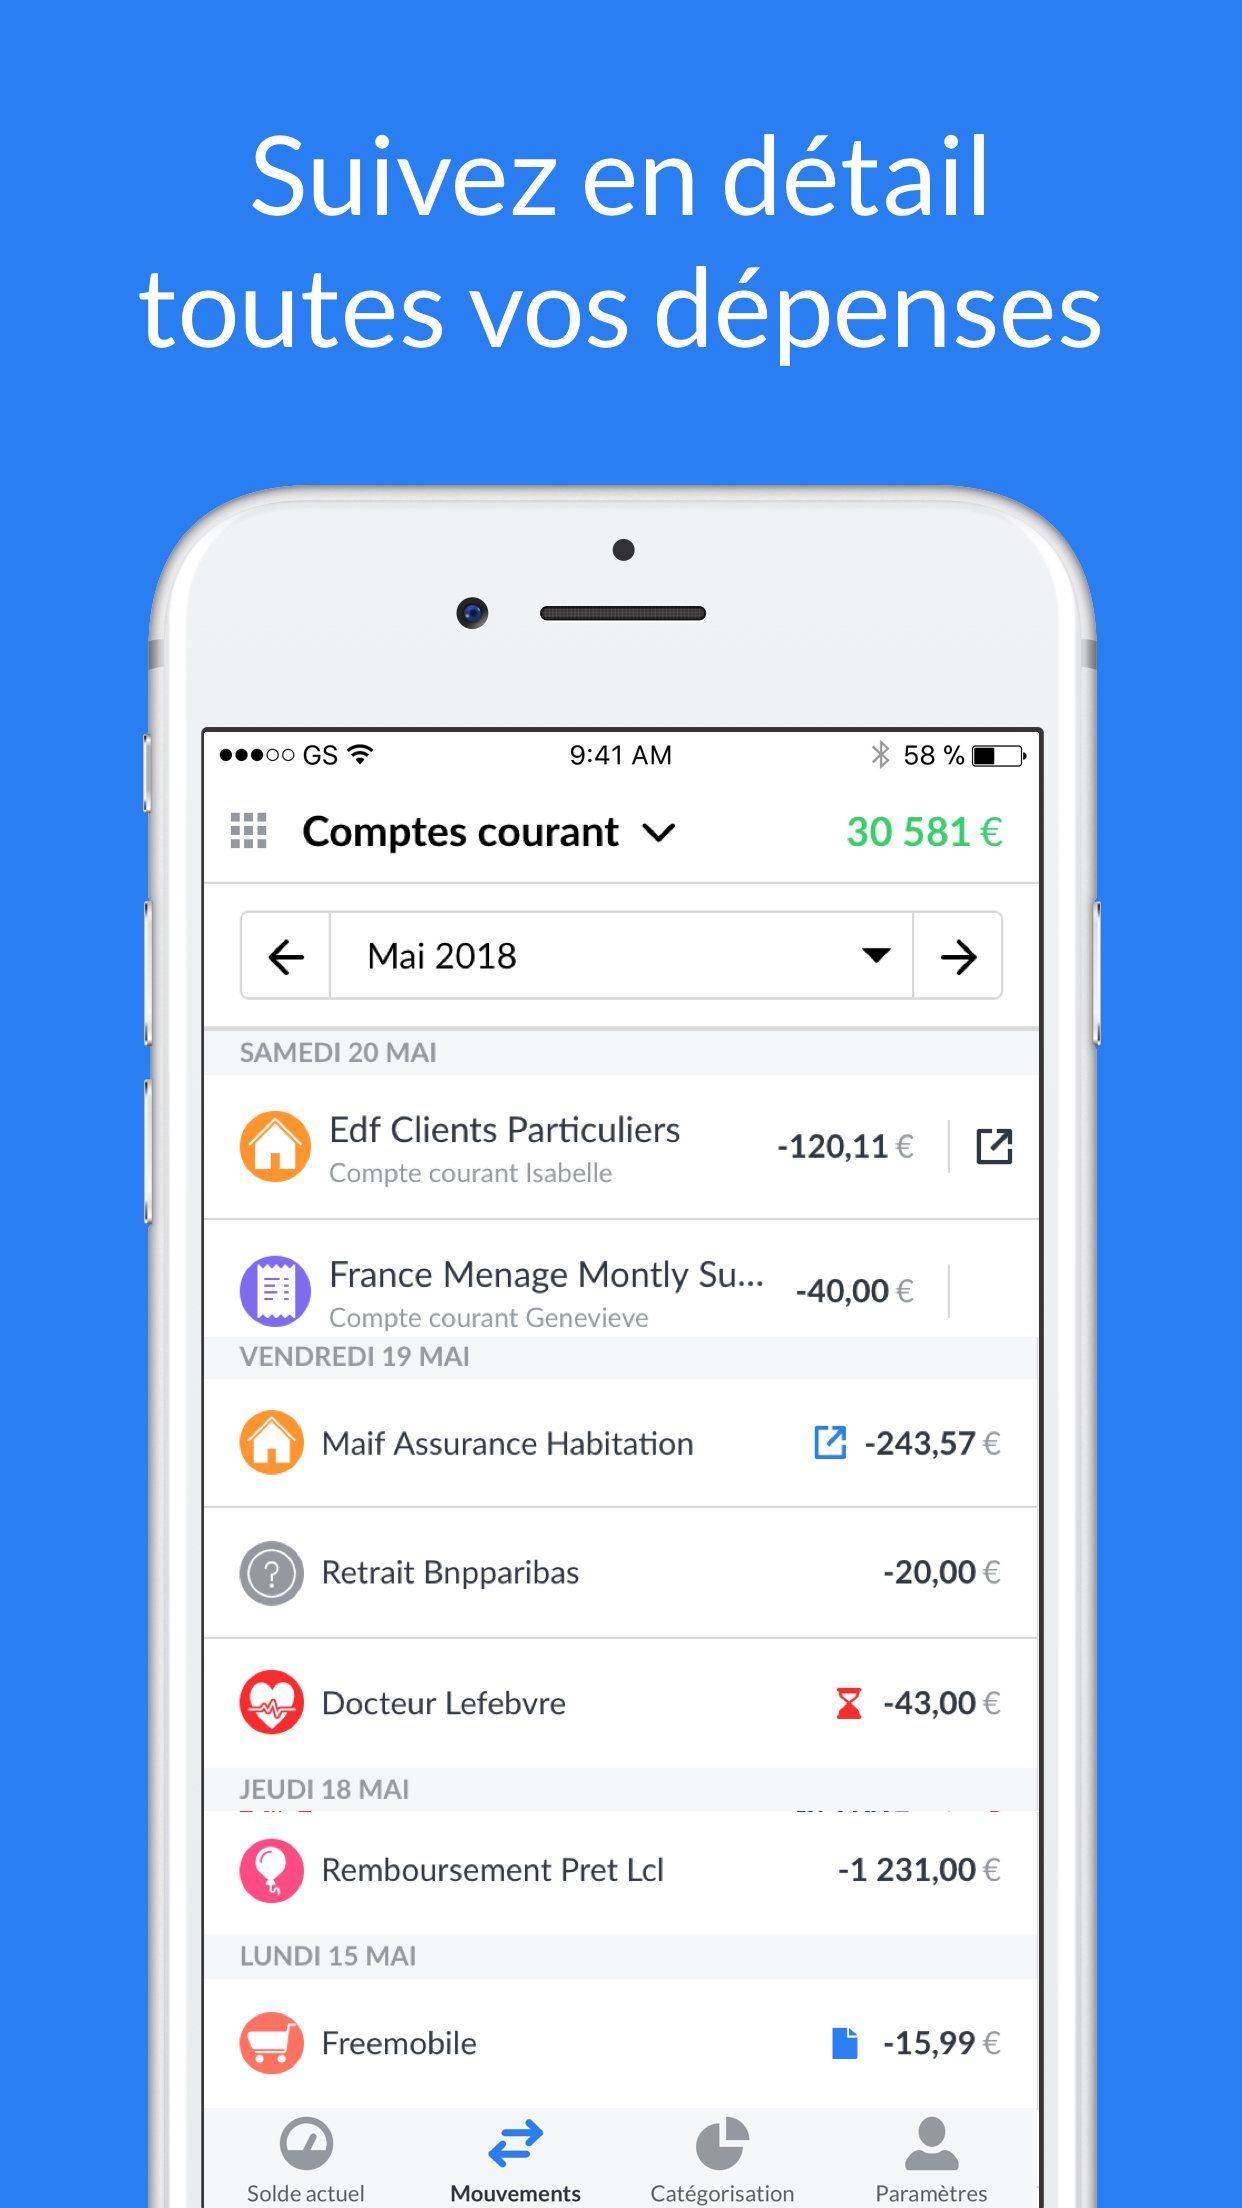 Suivez en détail
toutes vos dépenses
GS 9:41 AM 58 %
Comptes courant 30 581 €
Mai 2018
SAMEDI 20 MAI
Edf Clients Particuliers -120,11 €
Compte courant Isabelle
France Menage Montly Su... -40,00 €
Compte courant Genevieve
VENDREDI 19 MAI
Maif Assurance Habitation -243,57 €
Retrait Bnpparibas -20,00 €
Docteur Lefebvre -43,00 €
JEUDI 18 MAI
Remboursement Pret Lcl -1 231,00 €
LUNDI 15 MAI
Freemobile -15,99 €
Solde actuel Mouvements Catégorisation Paramètres